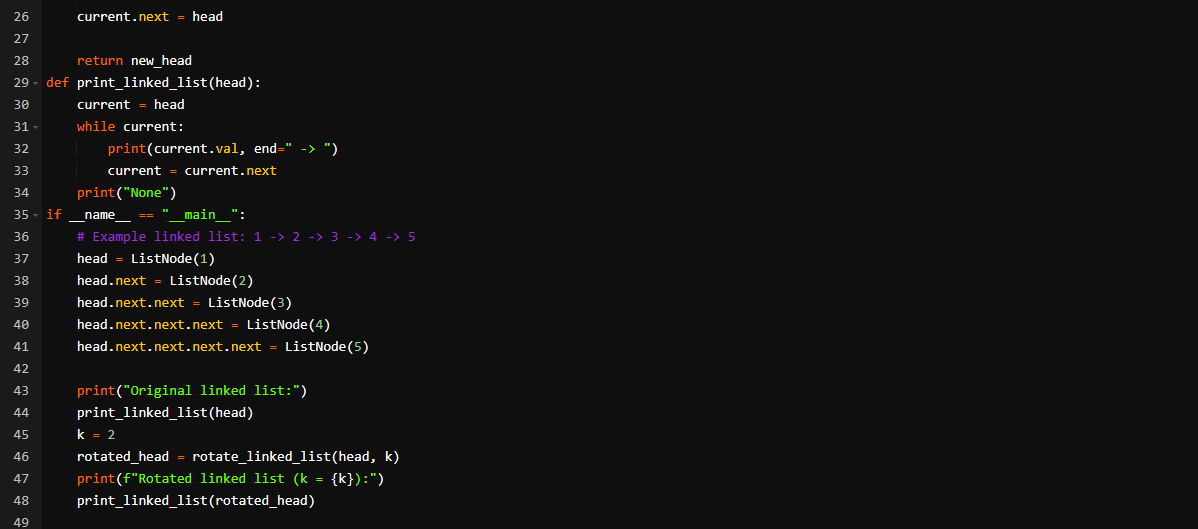 26 current.next = head
27
28 return new_head
29 def print_linked_list(head):
30 current = head
31 while current:
32 print(current.val, end=" -> ")
33 current = current.next
34 print("None")
35 if __name__ == "__main__":
36 # Example linked list: 1 -> 2 -> 3 -> 4 -> 5
37 head = ListNode(1)
38 head.next = ListNode(2)
39 head.next.next = ListNode(3)
40 head.next.next.next = ListNode(4)
41 head.next.next.next.next = ListNode(5)
42
43 print("Original linked list:")
44 print_linked_list(head)
45 k = 2
46 rotated_head = rotate_linked_list(head, k)
47 print(f"Rotated linked list (k = {k}):")
48 print_linked_list(rotated_head)
49